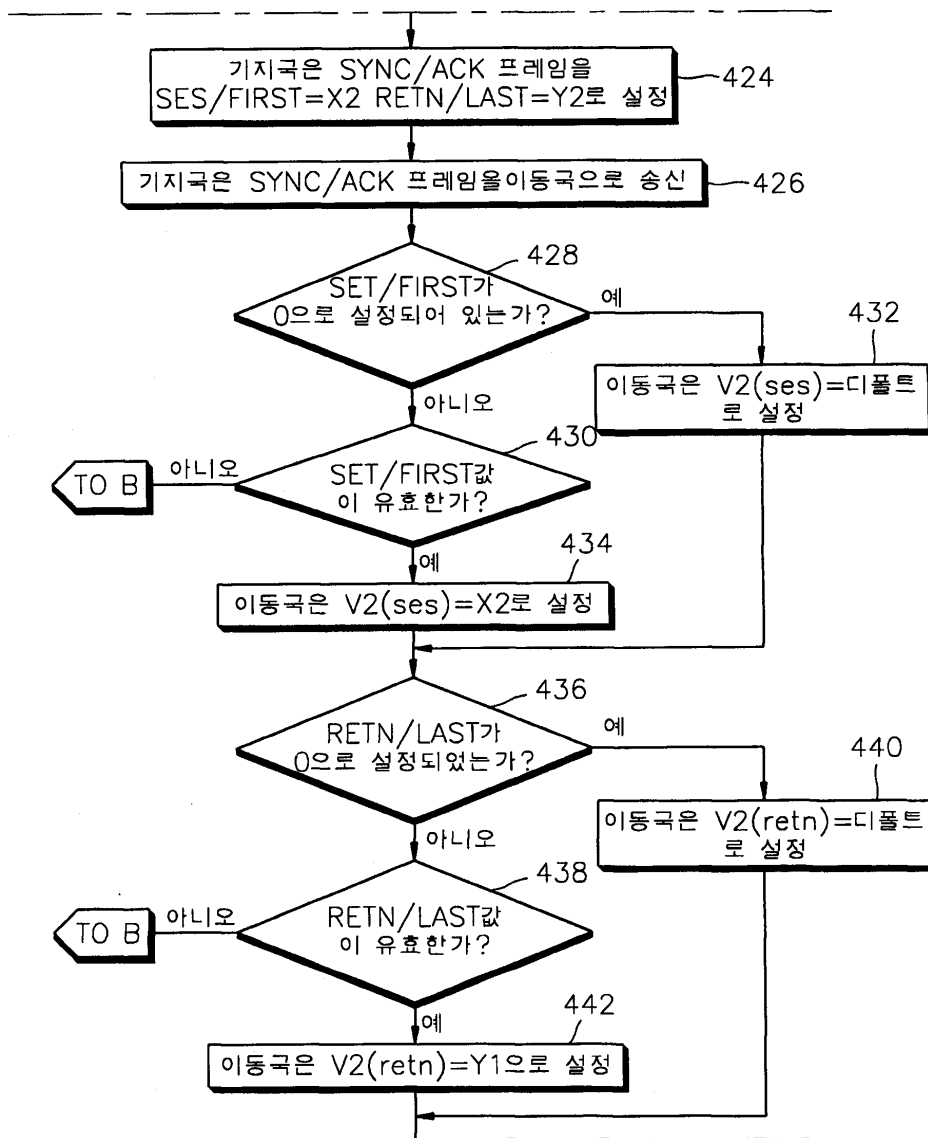 기지국은 SYNC/ACK 프레임을
SES/FIRST=X2 RETN/LAST=Y2로 설정
424
기지국은 SYNC/ACK 프레임을이동국으로 송신
426
428
SET/FIRST가
0으로 설정되어 있는가?
예
432
이동국은 V2(ses)=디폴트
로 설정
아니오
430
SET/FIRST값
이 유효한가?
아니오
TO B
예
434
이동국은 V2(ses)=X2로 설정
436
RETN/LAST가
0으로 설정되었는가?
예
440
이동국은 V2(retn)=디폴트
로 설정
아니오
438
RETN/LAST값
이 유효한가?
아니오
TO B
예
442
이동국은 V2(retn)=Y1으로 설정